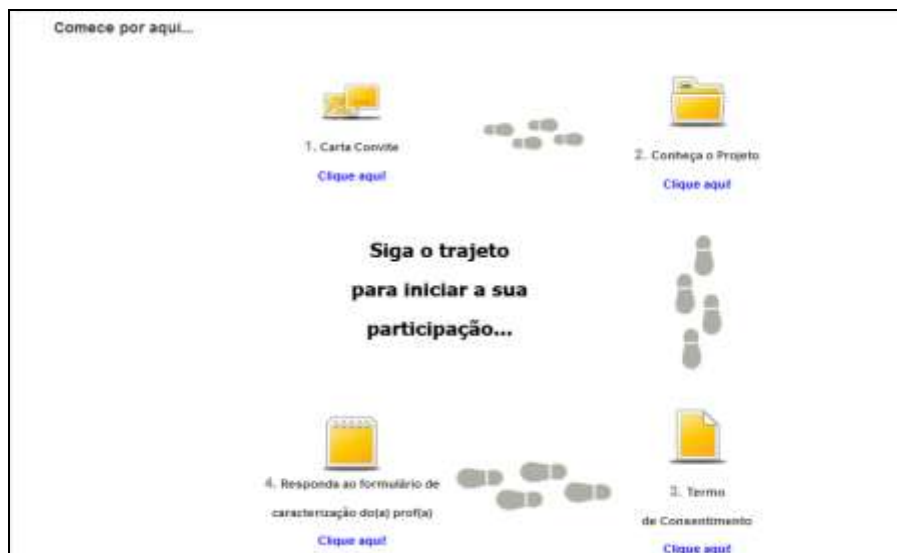 Comece por aqui...
1. Carta Convite
Clique aqui!
2. Conheça o Projeto
Clique aqui!
Siga o trajeto
para iniciar a sua
participação...
3. Termo
de Consentimento
Clique aqui!
4. Responda ao formulário de
caracterização do(a) prof(a)
Clique aqui!